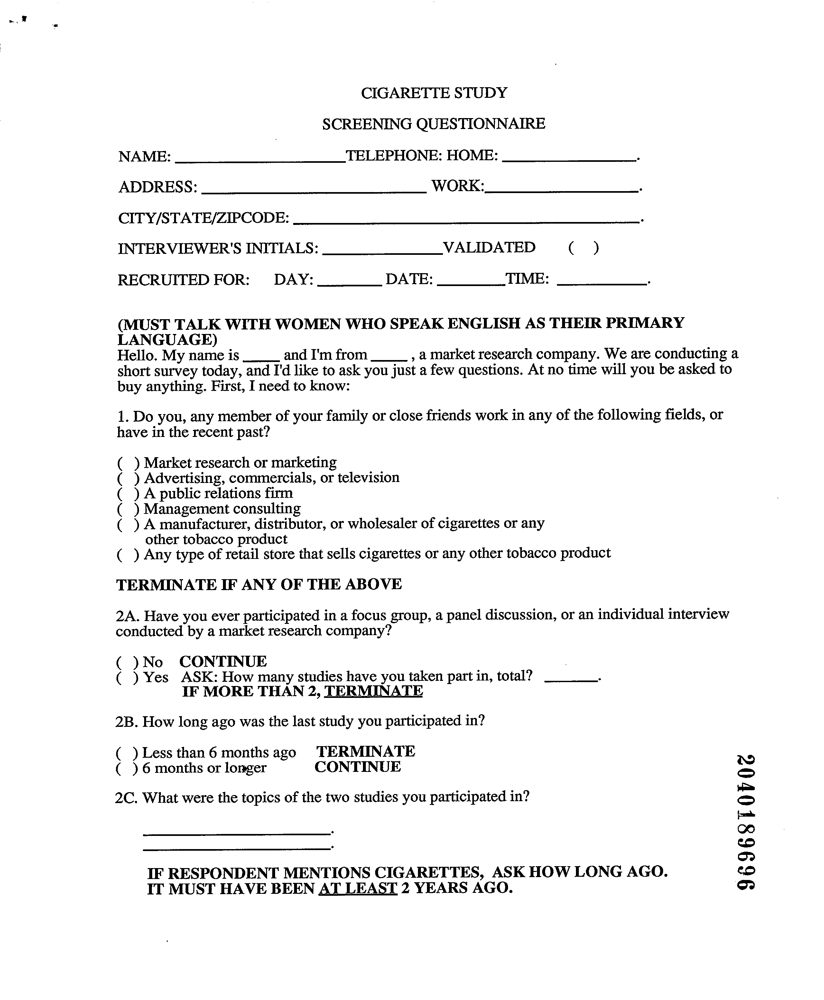 CIGARETTE STUDY
SCREENING QUESTIONNAIRE
NAME: ____________________TELEPHONE: HOME: ________________.
ADDRESS: __________________________ WORK:__________________.
CITY/STATE/ZIPCODE: ________________________________________.
INTERVIEWER'S INITIALS: ______________VALIDATED ( )
RECRUITED FOR: DAY: ________ DATE: ________TIME: ___________.
(MUST TALK WITH WOMEN WHO SPEAK ENGLISH AS THEIR PRIMARY
LANGUAGE)
Hello. My name is _____ and I'm from _____ , a market research company. We are conducting a
short survey today, and I'd like to ask you just a few questions. At no time will you be asked to
buy anything. First, I need to know:
1. Do you, any member of your family or close friends work in any of the following fields, or
have in the recent past?
( ) Market research or marketing
( ) Advertising, commercials, or television
( ) A public relations firm
( ) Management consulting
( ) A manufacturer, distributor, or wholesaler of cigarettes or any
other tobacco product
( ) Any type of retail store that sells cigarettes or any other tobacco product
TERMINATE IF ANY OF THE ABOVE
2A. Have you ever participated in a focus group, a panel discussion, or an individual interview
conducted by a market research company?
( ) No CONTINUE
( ) Yes ASK: How many studies have you taken part in, total? _______.
IF MORE THAN 2, TERMINATE
2B. How long ago was the last study you participated in?
( ) Less than 6 months ago TERMINATE
( ) 6 months or longer CONTINUE
2C. What were the topics of the two studies you participated in?
______________________.
______________________.
IF RESPONDENT MENTIONS CIGARETTES, ASK HOW LONG AGO.
IT MUST HAVE BEEN AT LEAST 2 YEARS AGO.
2040189696